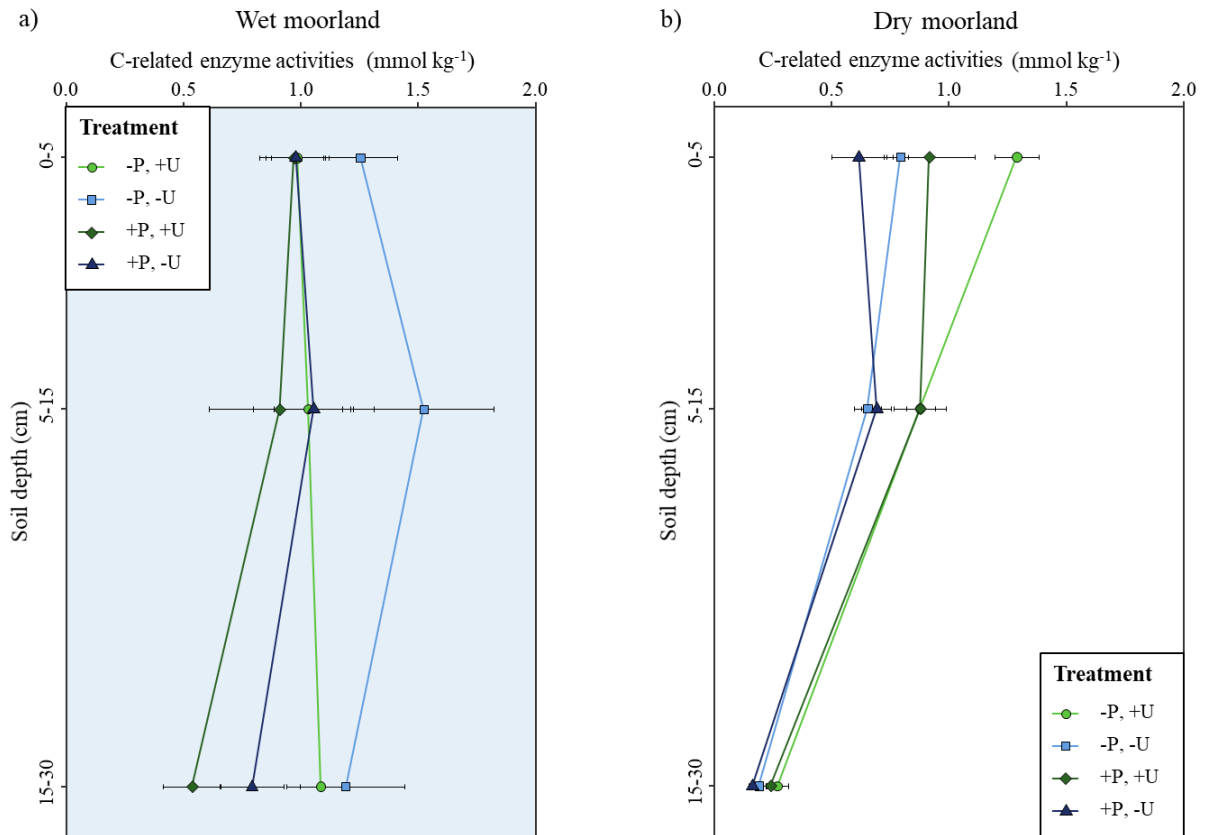 a)
Wet moorland
C-related enzyme activities (mmol kg⁻¹)
0.0 0.5 1.0 1.5 2.0
Treatment
-P, +U
-P, -U
+P, +U
+P, -U
Soil depth (cm)
0-5
5-15
15-30
b)
Dry moorland
C-related enzyme activities (mmol kg⁻¹)
0.0 0.5 1.0 1.5 2.0
Soil depth (cm)
0-5
5-15
15-30
Treatment
-P, +U
-P, -U
+P, +U
+P, -U